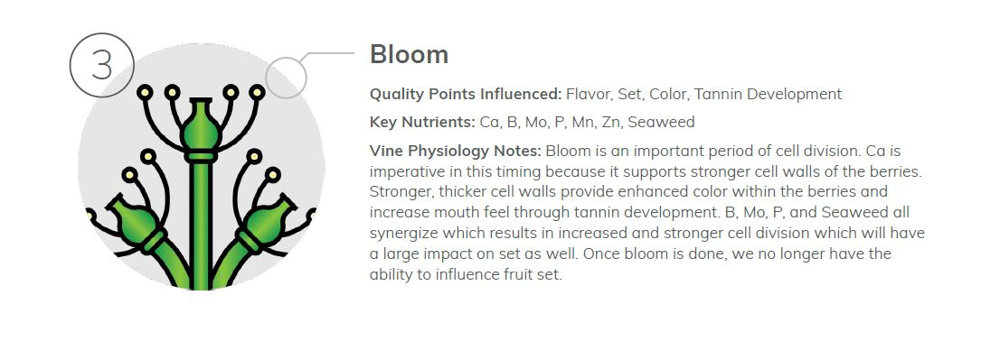 3
Bloom
Quality Points Influenced: Flavor, Set, Color, Tannin Development
Key Nutrients: Ca, B, Mo, P, Mn, Zn, Seaweed
Vine Physiology Notes: Bloom is an important period of cell division. Ca is
imperative in this timing because it supports stronger cell walls of the berries.
Stronger, thicker cell walls provide enhanced color within the berries and
increase mouth feel through tannin development. B, Mo, P, and Seaweed all
synergize which results in increased and stronger cell division which will have
a large impact on set as well. Once bloom is done, we no longer have the
ability to influence fruit set.